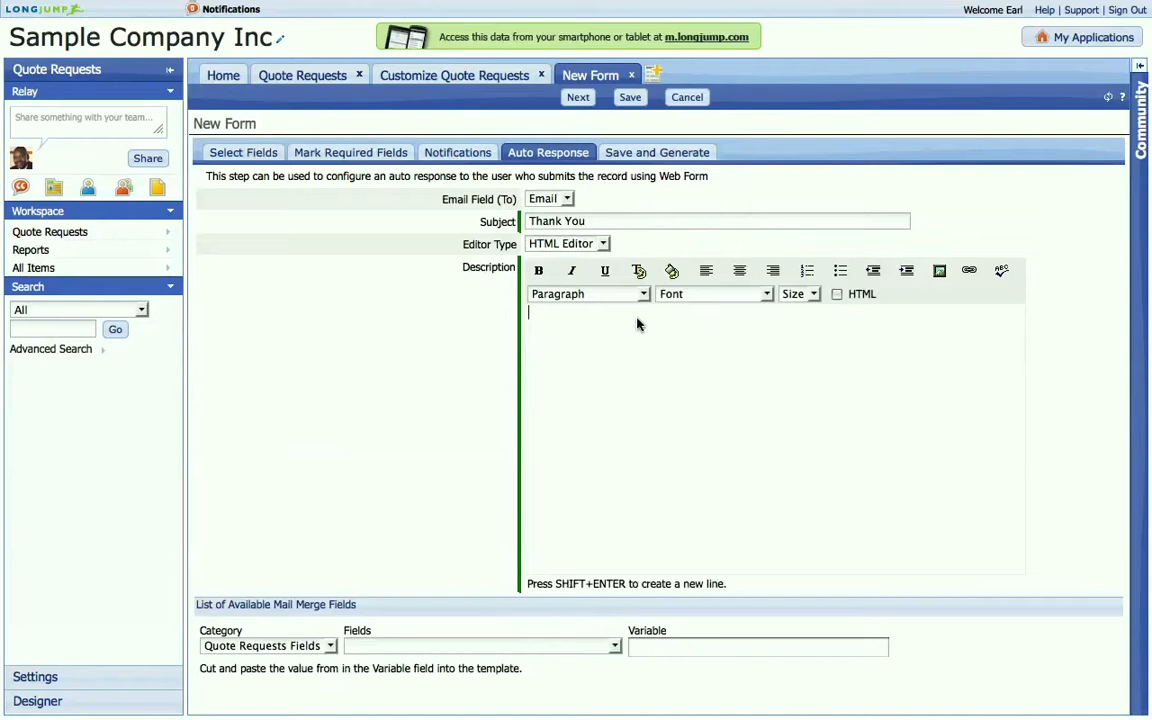 LONGJUMP
Notifications
Welcome Earl Help | Support | Sign Out
Sample Company Inc
Access this data from your smartphone or tablet at m.longjump.com
My Applications
Quote Requests
Home
Quote Requests x
Customize Quote Requests x
New Form x
Relay
Next
Save
Cancel
?
Share something with your team...
New Form
Share
Select Fields
Mark Required Fields
Notifications
Auto Response
Save and Generate
This step can be used to configure an auto response to the user who submits the record using Web Form
Email Field (To) Email
Workspace
Subject Thank You
Quote Requests
Editor Type HTML Editor
Reports
All Items
Description B I U
Search
Paragraph Font Size HTML
All
Go
Advanced Search
Press SHIFT+ENTER to create a new line.
List of Available Mail Merge Fields
Category Fields Variable
Quote Requests Fields
Cut and paste the value from in the Variable field into the template.
Settings
Designer
Community